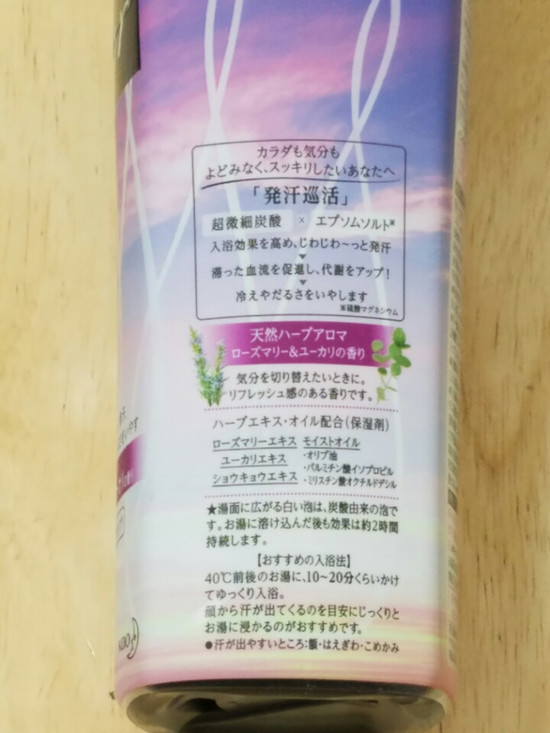 カラダも気分も
よどみなく、スッキリしたいあなたへ
「発汗巡活」
超微細炭酸 × エプソムソルト※
入浴効果を高め、じわじわ〜っと発汗
▼
滞った血流を促進し、代謝をアップ!
▼
冷えやだるさをいやします
※硫酸マグネシウム
天然ハーブアロマ
ローズマリー&ユーカリの香り
気分を切り替えたいときに。
リフレッシュ感のある香りです。
ハーブエキス・オイル配合(保湿剤)
ローズマリーエキス モイストオイル
ユーカリエキス ・オリブ油
・パルミチン酸イソプロピル
ショウキョウエキス ・ミリスチン酸オクチルドデシル
★湯面に広がる白い泡は、炭酸由来の泡で
す。お湯に溶け込んだ後も効果は約2時間
持続します。
【おすすめの入浴法】
40℃前後のお湯に、10~20分くらいかけ
てゆっくり入浴。
顔から汗が出てくるのを目安にじっくりと
お湯に浸かるのがおすすめです。
●汗が出やすいところ:額・はえぎわ・こめかみ